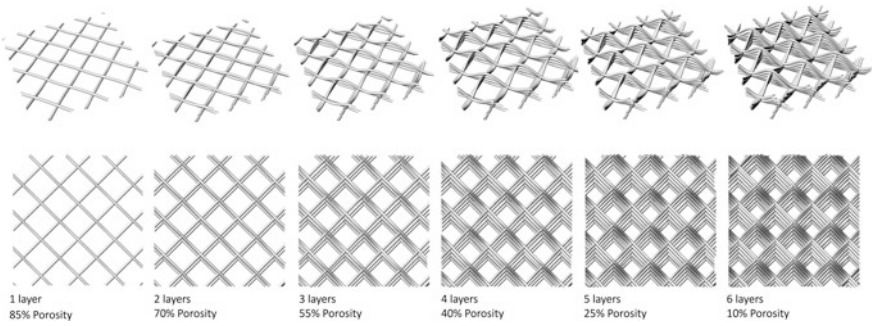 1 layer
85% Porosity
2 layers
70% Porosity
3 layers
55% Porosity
4 layers
40% Porosity
5 layers
25% Porosity
6 layers
10% Porosity